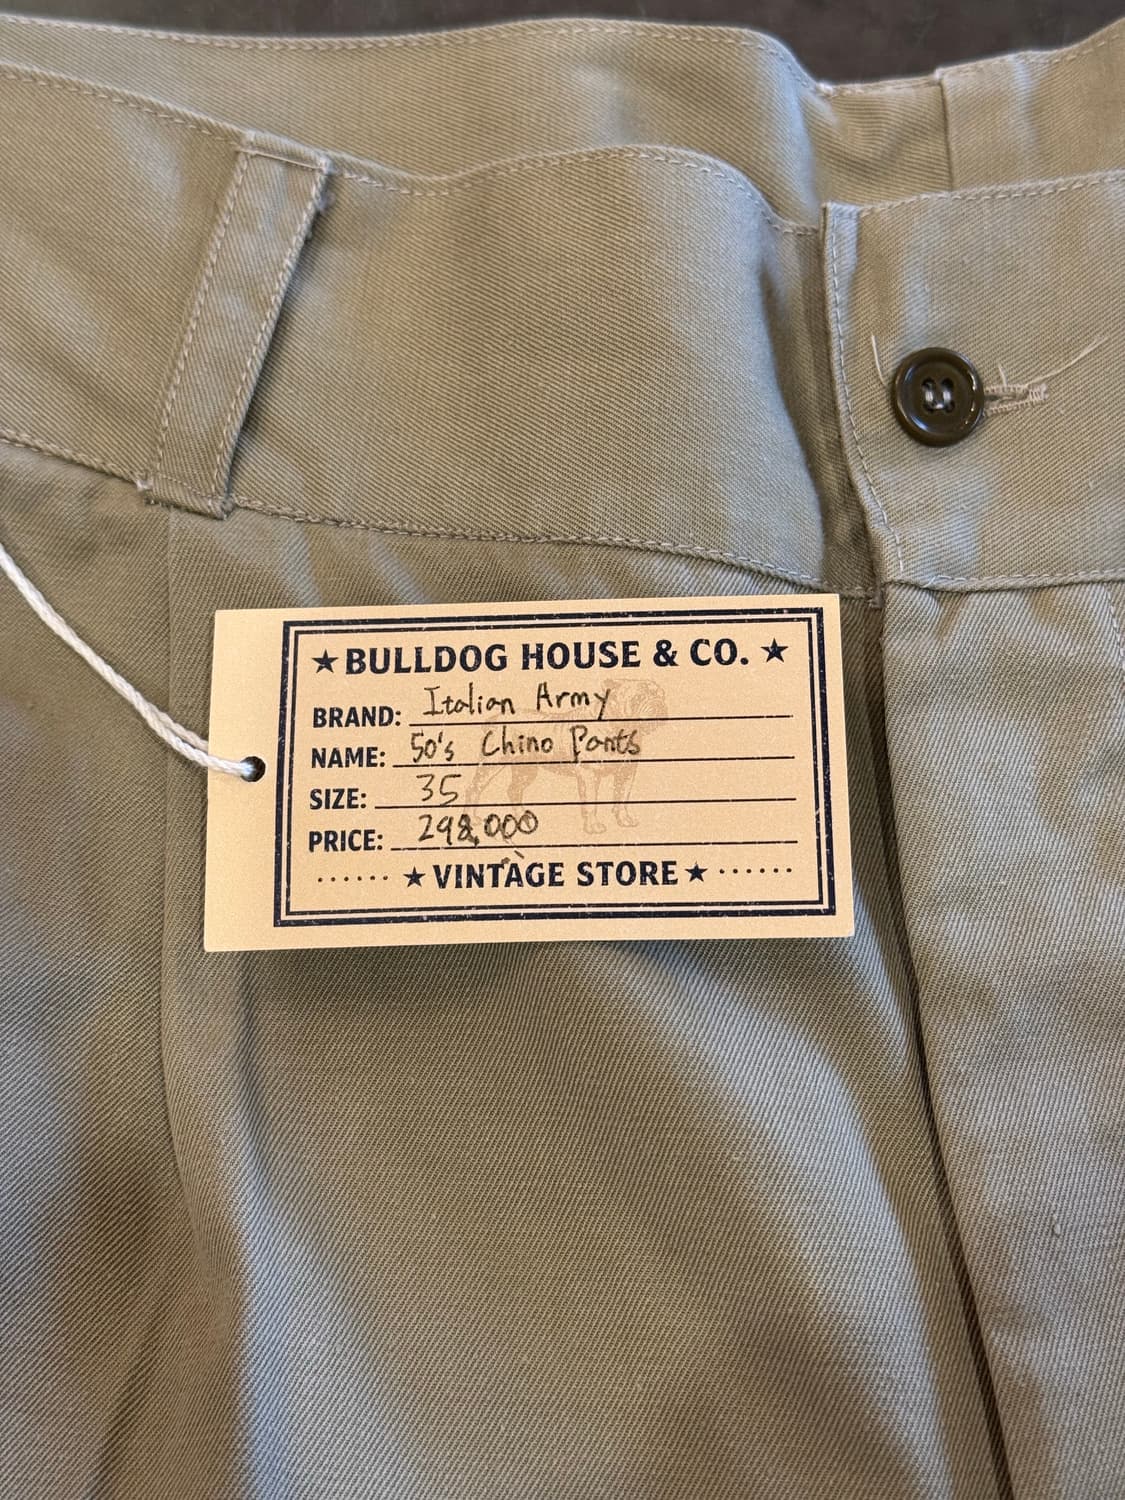 ★ BULLDOG HOUSE & CO. ★
BRAND: Italian Army
NAME: 50's Chino Pants
SIZE: 35
PRICE: 298,000
...... ★ VINTAGE STORE ★ ......